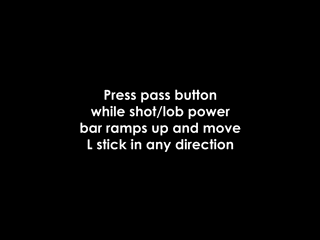 Press pass button
while shot/lob power
bar ramps up and move
L stick in any direction